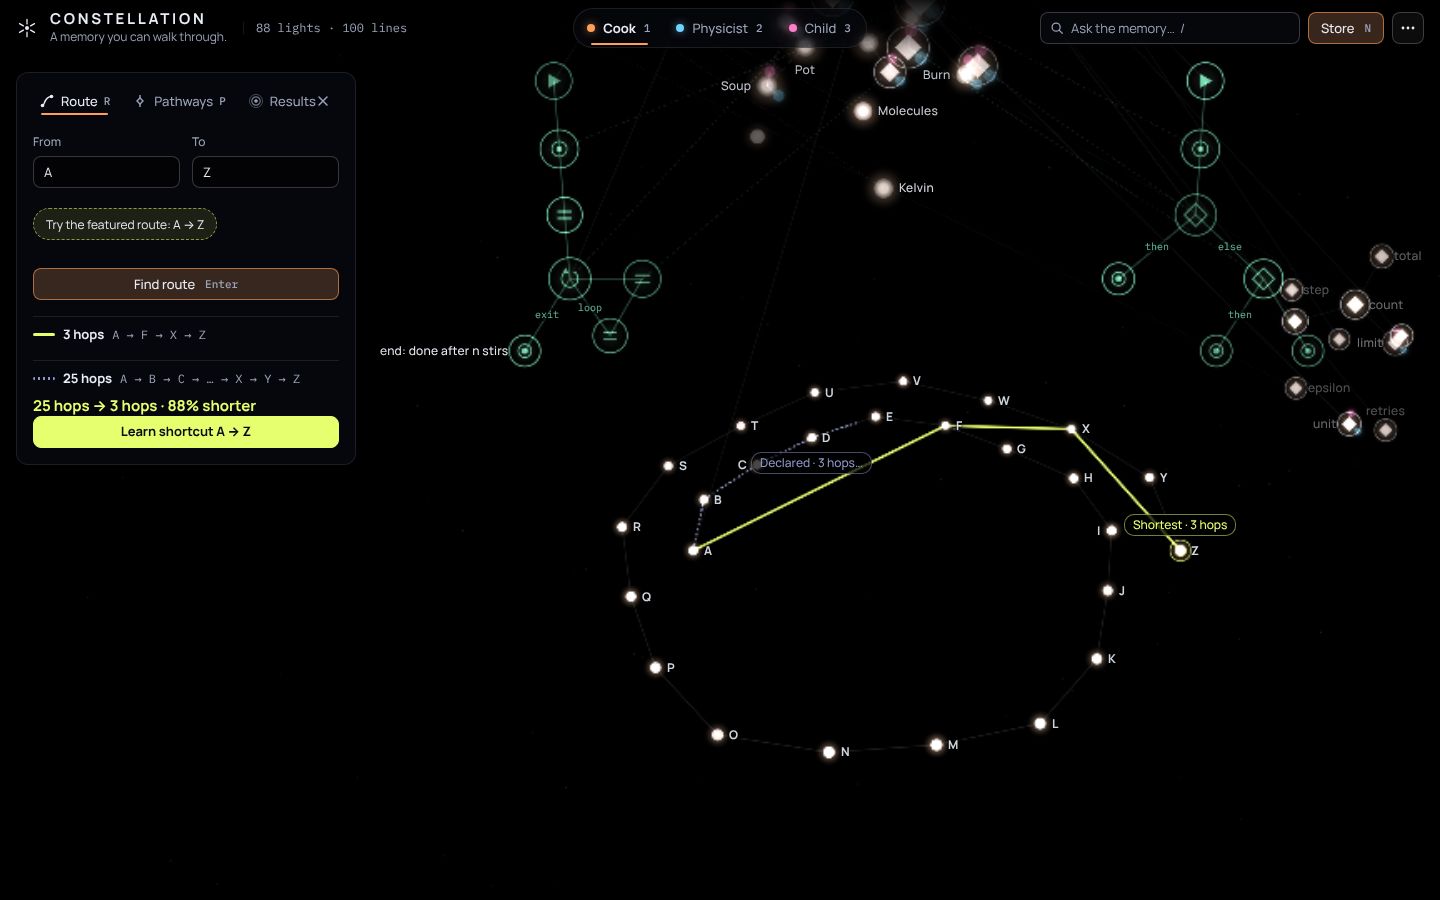 CONSTELLATION
A memory you can walk through.
88 lights · 100 lines
Cook 1
Physicist 2
Child 3
Ask the memory… /
Store N
Route R
Pathways P
Results
From
To
A
Z
Try the featured route: A → Z
Find route Enter
3 hops A → F → X → Z
25 hops A → B → C → … → X → Y → Z
25 hops → 3 hops · 88% shorter
Learn shortcut A → Z
Pot
Soup
Burn
Molecules
Kelvin
loop
exit
end: done after n stirs
then
else
then
total
step
count
limit
epsilon
retries
unit
U
V
W
T
E
D
F
X
G
S
C
Declared · 3 hops…
H
Y
B
R
I
Shortest · 3 hops
A
Z
Q
J
P
K
O
N
M
L